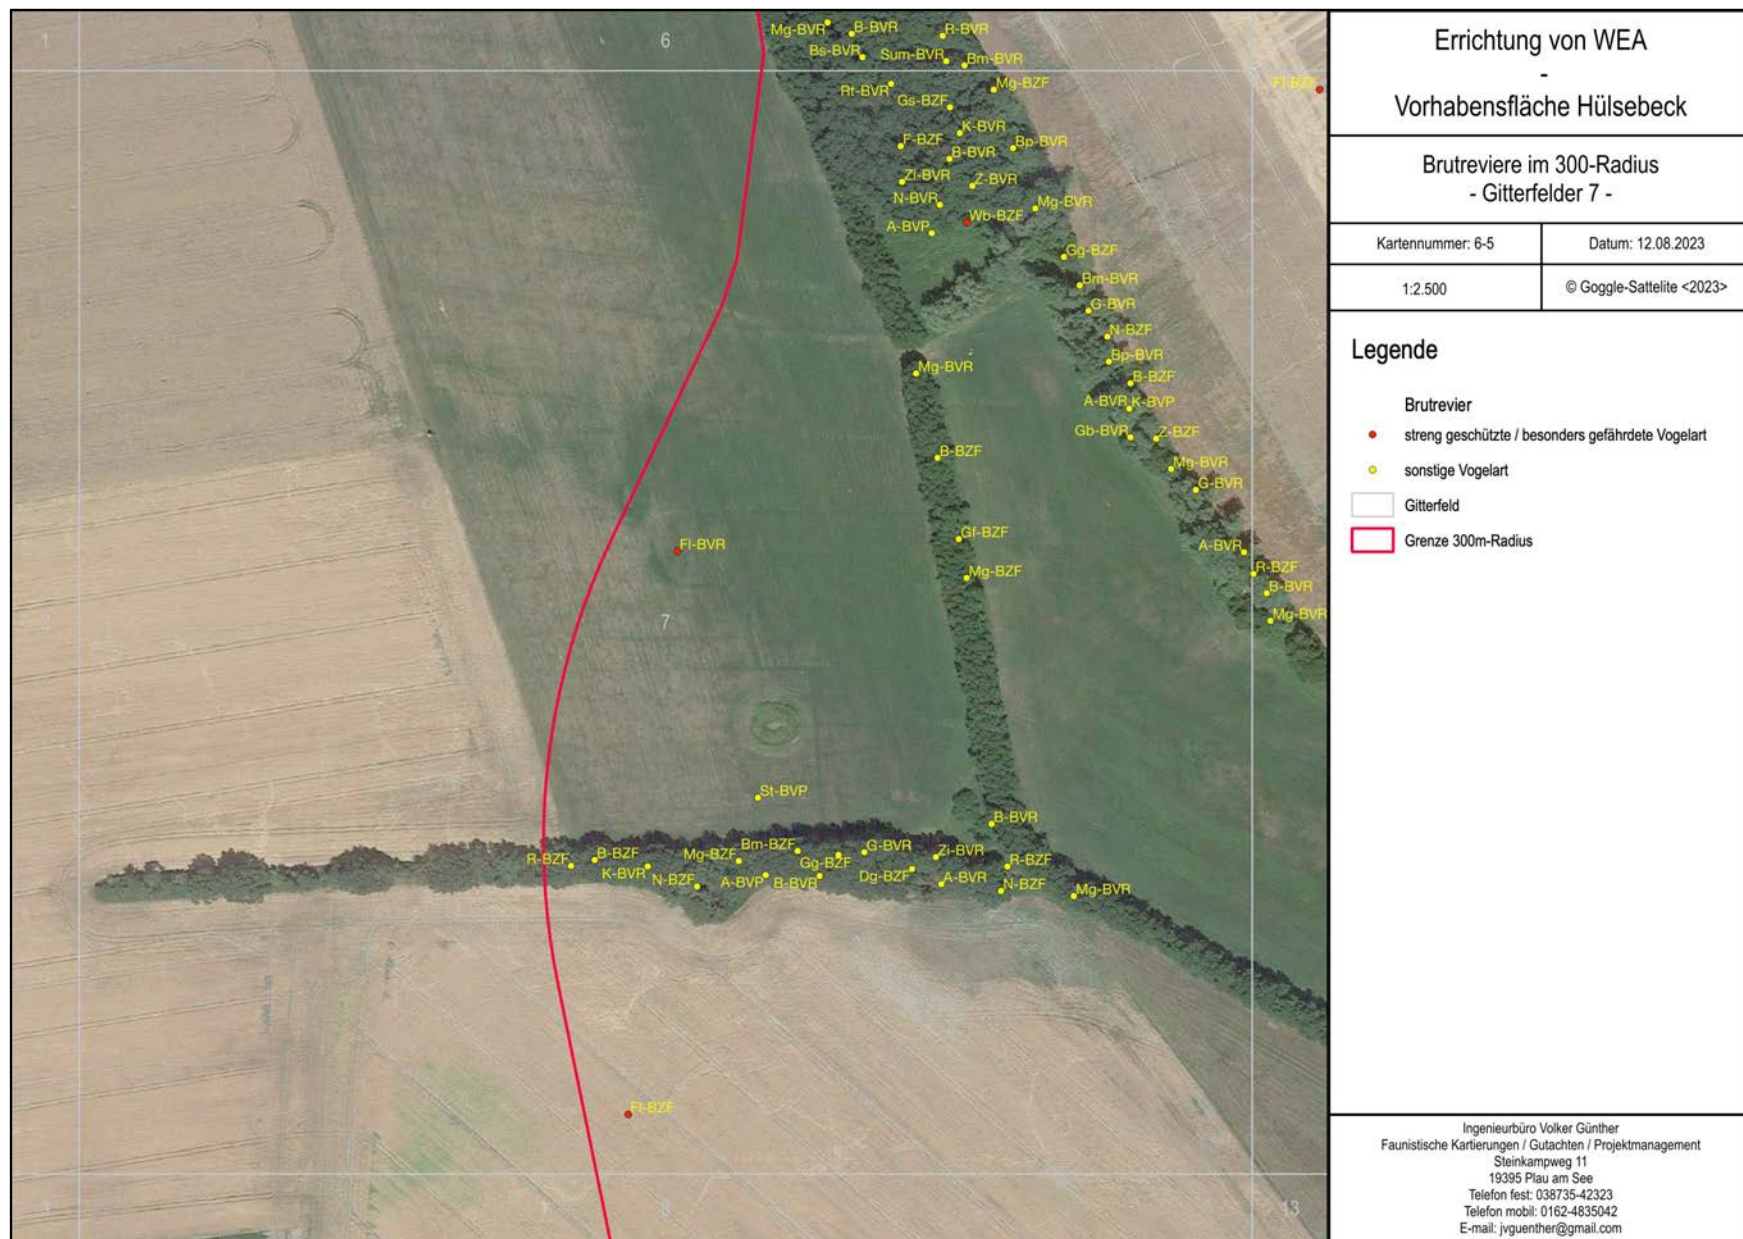 1
6
Mg-BVR
B-BVR
R-BVR
Bs-BVR
Sum-BVR
Bm-BVR
Rt-BVR
Mg-BZF
Fl-BZF
Gs-BZF
K-BVR
F-BZF
B-BVR
Bp-BVR
Zi-BVR
Z-BVR
N-BVR
Mg-BVR
Wb-BZF
A-BVP
Gg-BZF
Bm-BVR
G-BVR
N-BZF
Bp-BVR
Mg-BVR
B-BZF
A-BVR
K-BVP
Gb-BVR
Z-BZF
B-BZF
Mg-BVR
G-BVR
Gf-BZF
Fl-BVR
A-BVR
Mg-BZF
R-BZF
B-BVR
Mg-BVR
2
7
St-BVP
B-BVR
R-BZF
B-BZF
K-BVR
N-BZF
Mg-BZF
Bm-BZF
A-BVP
Gg-BZF
B-BVR
G-BVR
Dg-BZF
Zi-BVR
A-BVR
R-BZF
N-BZF
Mg-BVR
Fl-BZF
3
8
13
Errichtung von WEA
-
Vorhabensfläche Hülsebeck
Brutreviere im 300-Radius
- Gitterfelder 7 -
Kartennummer: 6-5
Datum: 12.08.2023
1:2.500
© Goggle-Sattelite <2023>
Legende
Brutrevier
streng geschützte / besonders gefährdete Vogelart
sonstige Vogelart
Gitterfeld
Grenze 300m-Radius
Ingenieurbüro Volker Günther
Faunistische Kartierungen / Gutachten / Projektmanagement
Steinkampweg 11
19395 Plau am See
Telefon fest: 038735-42323
Telefon mobil: 0162-4835042
E-mail: jvguenther@gmail.com